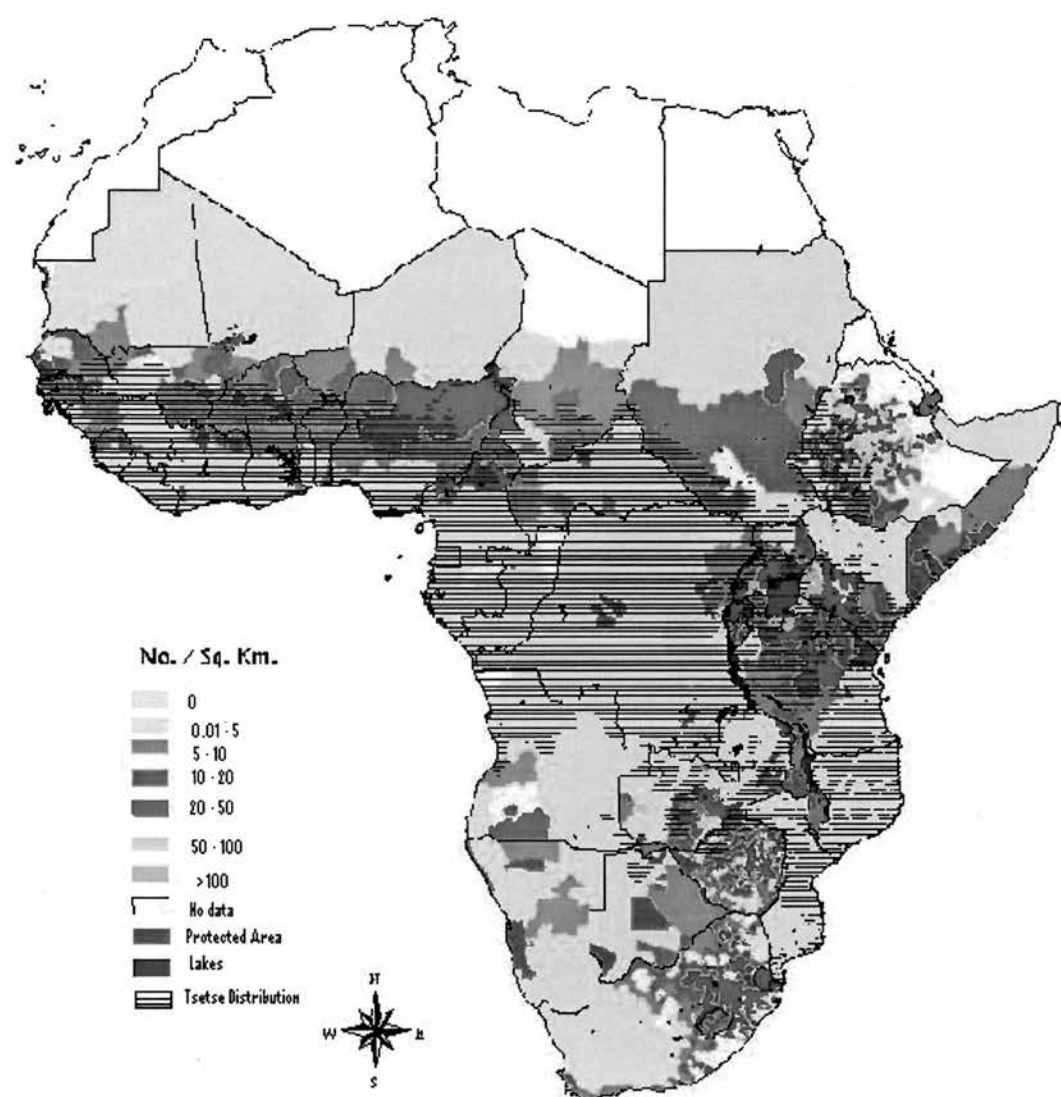 No. / Sq. Km.
0
0.01 - 5
5 - 10
10 - 20
20 - 50
50 - 100
>100
No data
Protected Area
Lakes
Tsetse Distribution
N
W E
S